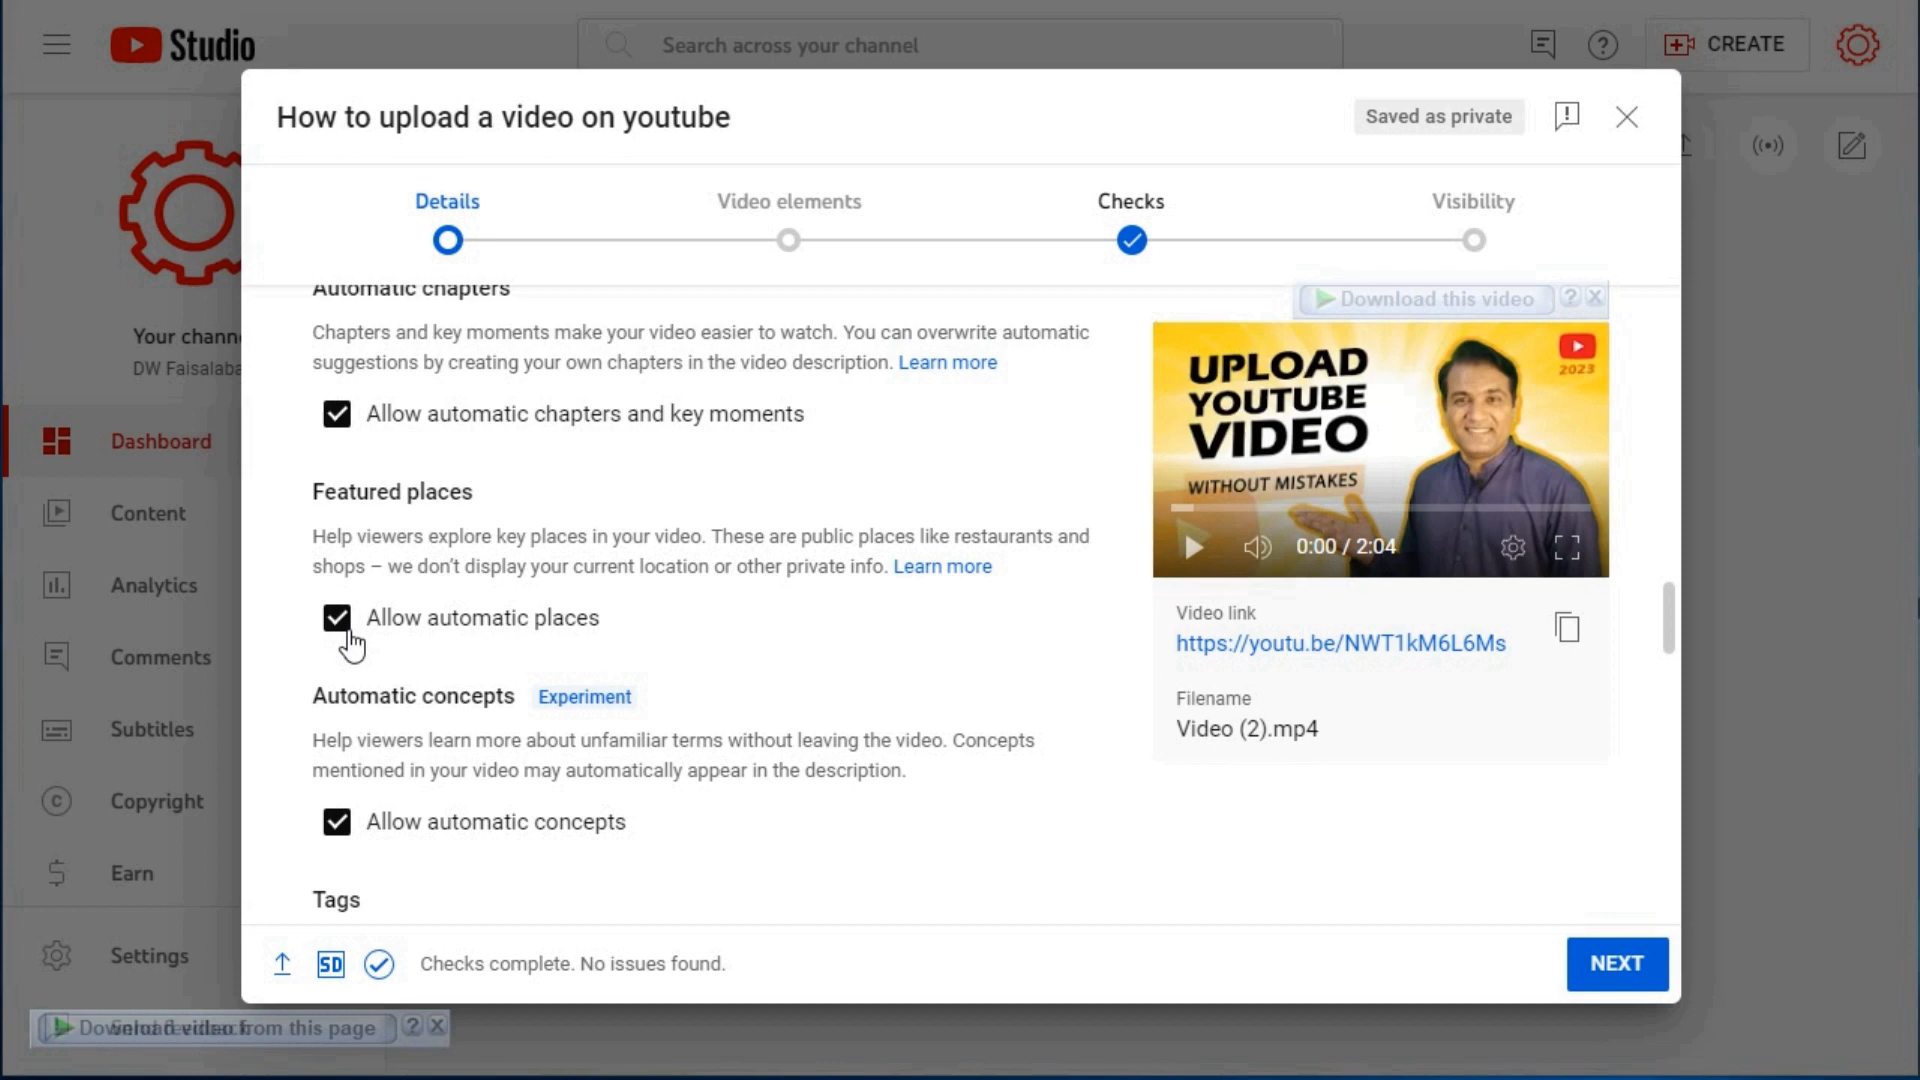 Studio
Search across your channel
CREATE
How to upload a video on youtube
Saved as private
Details
Video elements
Checks
Visibility
Automatic chapters
Chapters and key moments make your video easier to watch. You can overwrite automatic
suggestions by creating your own chapters in the video description. Learn more
Allow automatic chapters and key moments
Featured places
Help viewers explore key places in your video. These are public places like restaurants and
shops – we don't display your current location or other private info. Learn more
Allow automatic places
Automatic concepts Experiment
Help viewers learn more about unfamiliar terms without leaving the video. Concepts
mentioned in your video may automatically appear in the description.
Allow automatic concepts
Tags
Download this video
UPLOAD
YOUTUBE
VIDEO
WITHOUT MISTAKES
2023
0:00 / 2:04
Video link
https://youtu.be/NWT1kM6L6Ms
Filename
Video (2).mp4
SD
Checks complete. No issues found.
NEXT
Your chann
DW Faisalaba
Dashboard
Content
Analytics
Comments
Subtitles
Copyright
Earn
Settings
Download video from this page